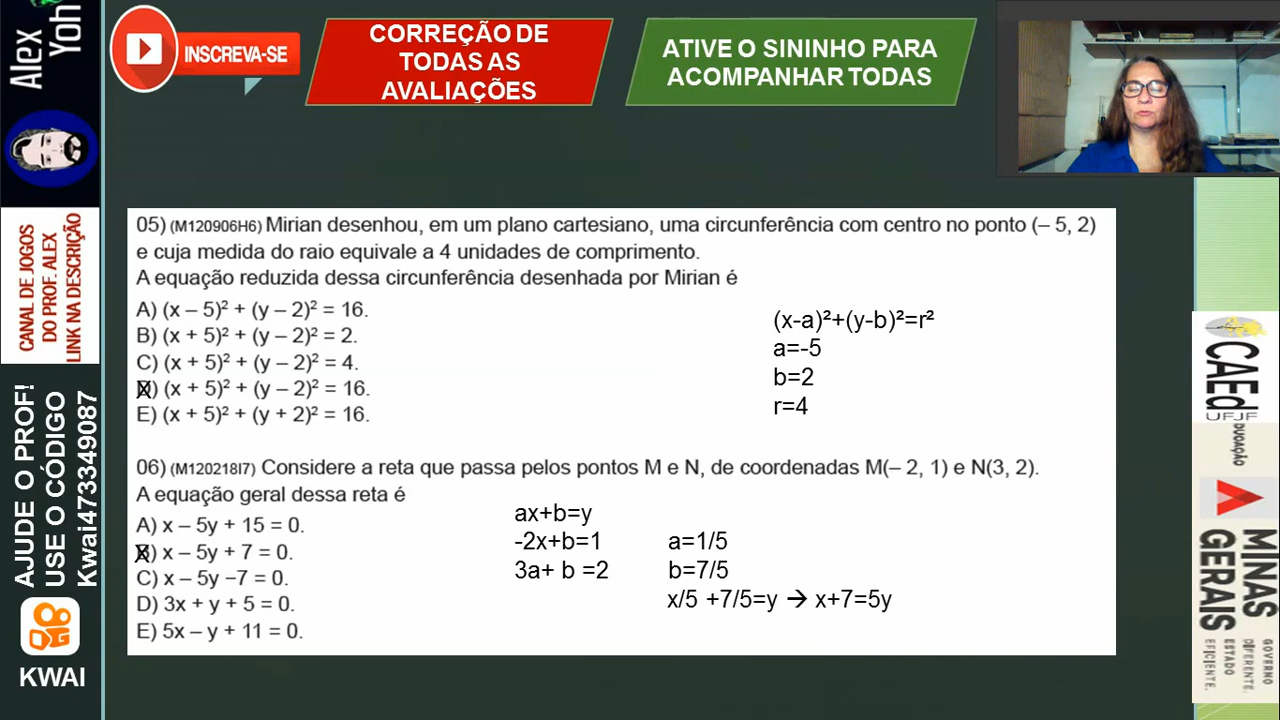 Alex
Yoh
INSCREVA-SE
CORREÇÃO DE
TODAS AS
AVALIAÇÕES
ATIVE O SININHO PARA
ACOMPANHAR TODAS
CANAL DE JOGOS
DO PROF. ALEX
LINK NA DESCRIÇÃO
AJUDE O PROF!
USE O CÓDIGO
Kwai473349087
KWAI
05) (M120906H6) Mirian desenhou, em um plano cartesiano, uma circunferência com centro no ponto (– 5, 2)
e cuja medida do raio equivale a 4 unidades de comprimento.
A equação reduzida dessa circunferência desenhada por Mirian é
A) (x – 5)² + (y – 2)² = 16.
B) (x + 5)² + (y – 2)² = 2.
C) (x + 5)² + (y – 2)² = 4.
D) (x + 5)² + (y – 2)² = 16.
E) (x + 5)² + (y + 2)² = 16.
(x-a)²+(y-b)²=r²
a=-5
b=2
r=4
06) (M120218I7) Considere a reta que passa pelos pontos M e N, de coordenadas M(– 2, 1) e N(3, 2).
A equação geral dessa reta é
A) x – 5y + 15 = 0.
B) x – 5y + 7 = 0.
C) x – 5y –7 = 0.
D) 3x + y + 5 = 0.
E) 5x – y + 11 = 0.
ax+b=y
-2x+b=1
3a+ b =2
a=1/5
b=7/5
x/5 +7/5=y → x+7=5y
CAEd
UFJF
MINAS
GERAIS
GOVERNO
DIFERENTE.
ESTADO
EFICIENTE.